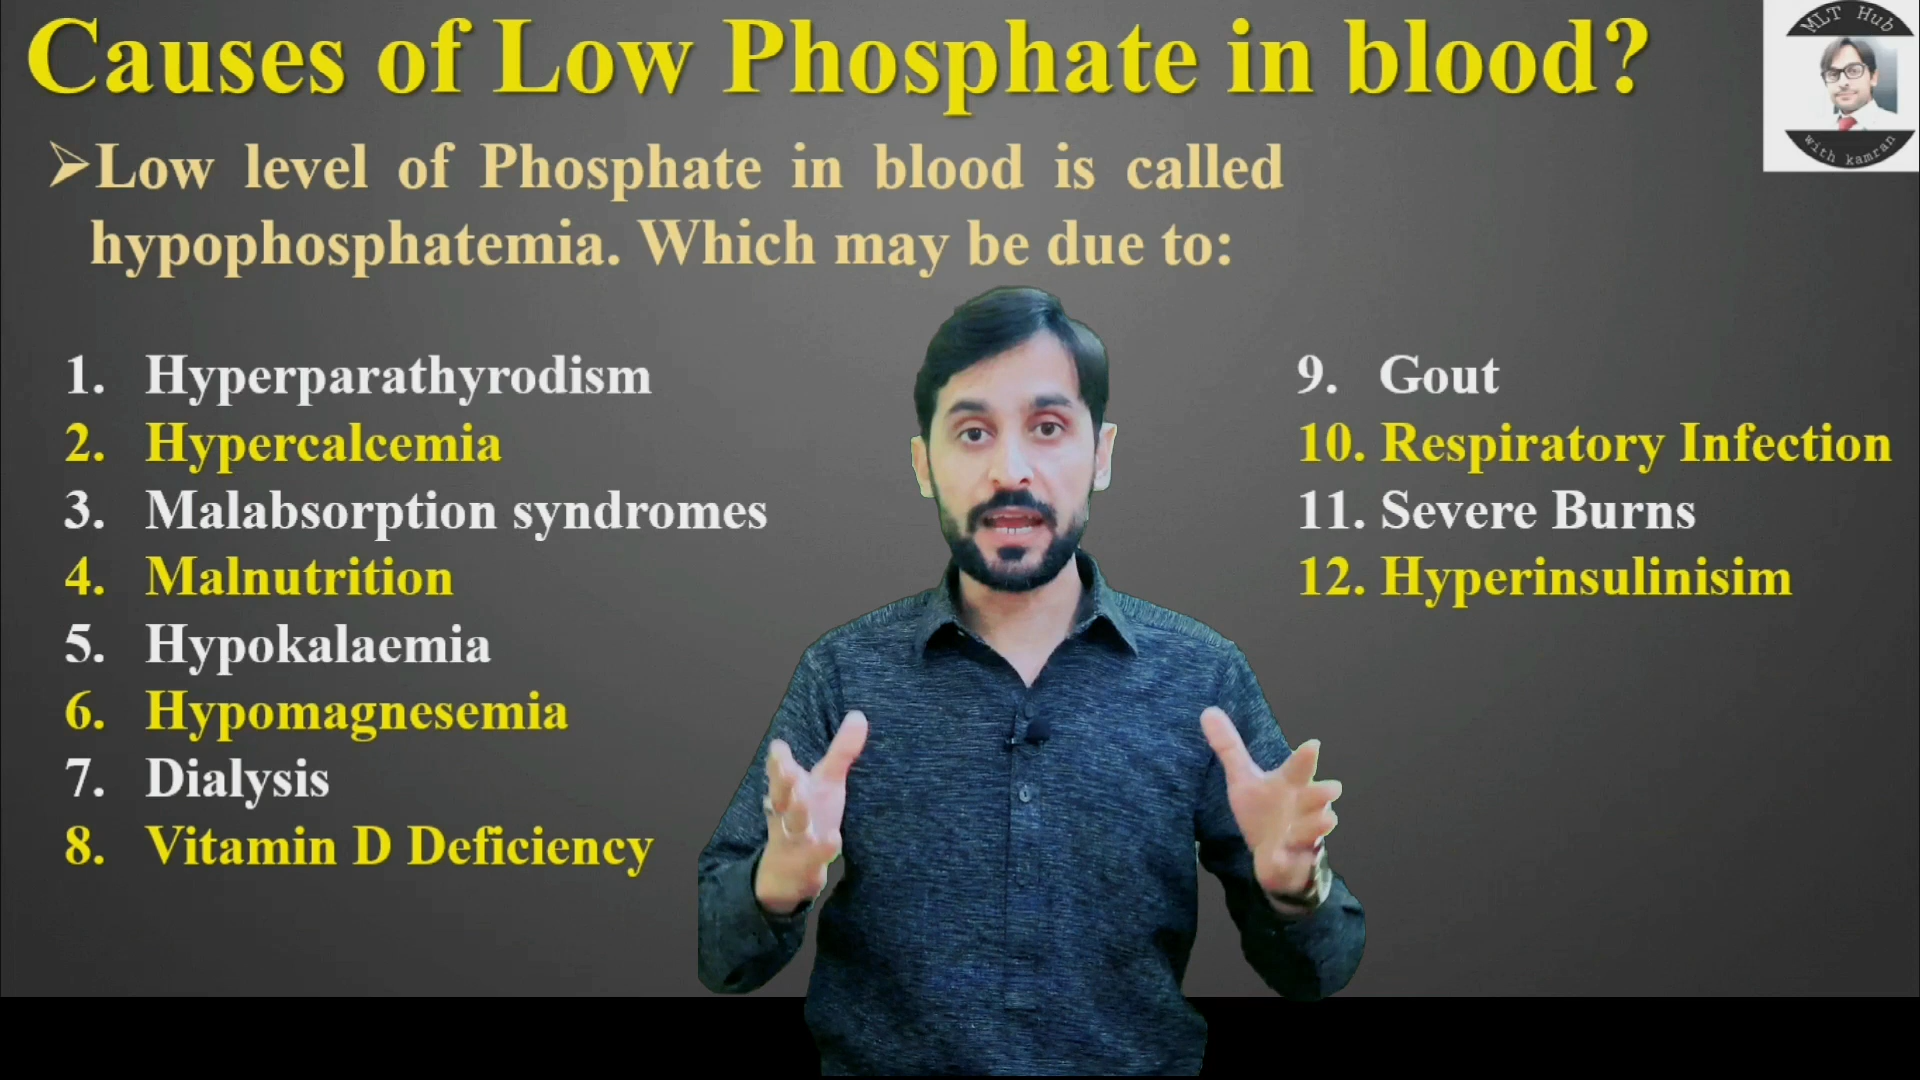 Causes of Low Phosphate in blood?
MLT Hub
with kamran
➢Low level of Phosphate in blood is called
hypophosphatemia. Which may be due to:
1. Hyperparathyrodism
2. Hypercalcemia
3. Malabsorption syndromes
4. Malnutrition
5. Hypokalaemia
6. Hypomagnesemia
7. Dialysis
8. Vitamin D Deficiency
9. Gout
10. Respiratory Infection
11. Severe Burns
12. Hyperinsulinisim